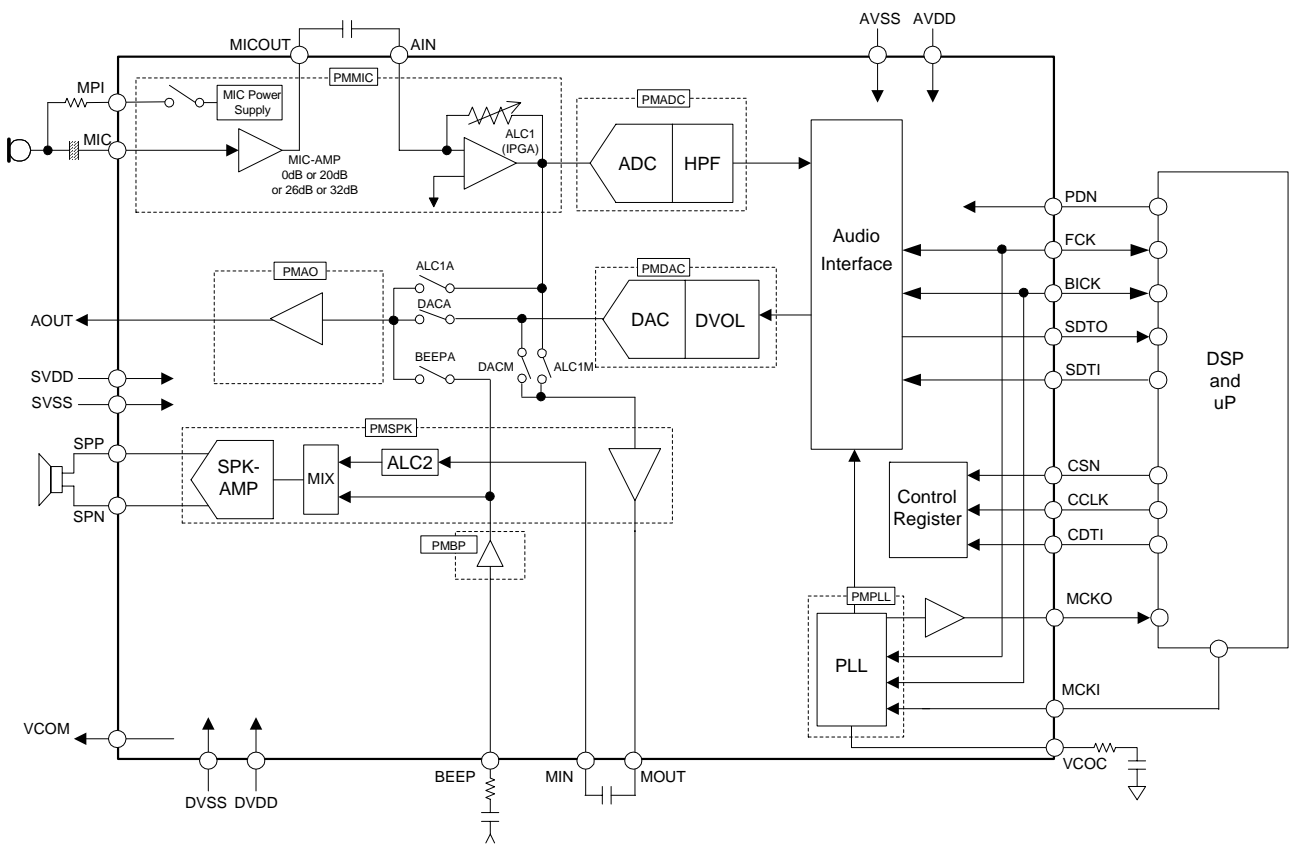 AVSS AVDD
MICOUT AIN
PMMIC
MPI
MIC Power
Supply
PMADC
MIC
ALC1
(IPGA)
MIC-AMP
0dB or 20dB
or 26dB or 32dB
ADC HPF
Audio
Interface
PDN
FCK
BICK
SDTO
SDTI
DSP
and
uP
PMAO
ALC1A
PMDAC
AOUT
DACA
DAC DVOL
BEEPA
DACM ALC1M
SVDD
SVSS
PMSPK
SPP
SPK-
AMP
MIX
ALC2
SPN
Control
Register
CSN
CCLK
CDTI
PMBP
PMPLL
MCKO
PLL
MCKI
VCOM
VCOC
BEEP MIN MOUT
DVSS DVDD